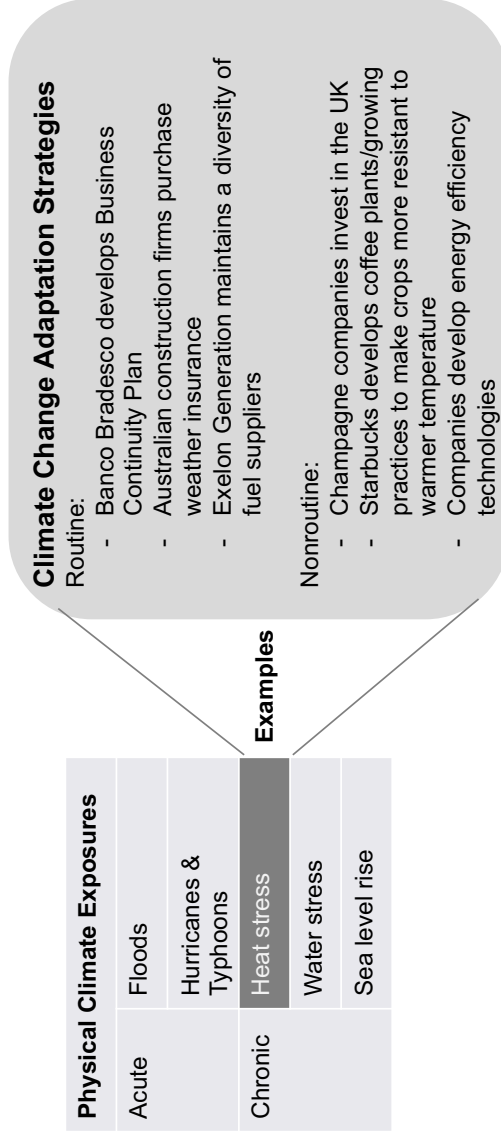 Physical Climate Exposures
Acute
Floods
Hurricanes &
Typhoons
Chronic
Heat stress
Water stress
Sea level rise
Examples
Climate Change Adaptation Strategies
Routine:
- Banco Bradesco develops Business
Continuity Plan
- Australian construction firms purchase
weather insurance
- Exelon Generation maintains a diversity of
fuel suppliers
Nonroutine:
- Champagne companies invest in the UK
- Starbucks develops coffee plants/growing
practices to make crops more resistant to
warmer temperature
- Companies develop energy efficiency
technologies